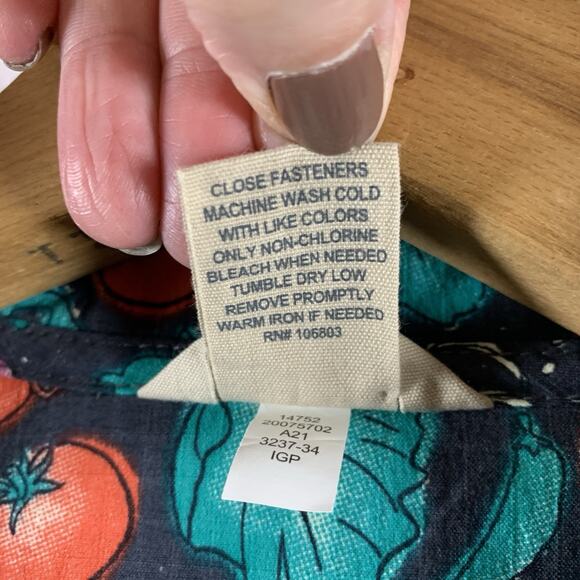 CLOSE FASTENERS
MACHINE WASH COLD
WITH LIKE COLORS
ONLY NON-CHLORINE
BLEACH WHEN NEEDED
TUMBLE DRY LOW
REMOVE PROMPTLY
WARM IRON IF NEEDED
RN# 106803
14752
20075702
A21
3237-34
IGP